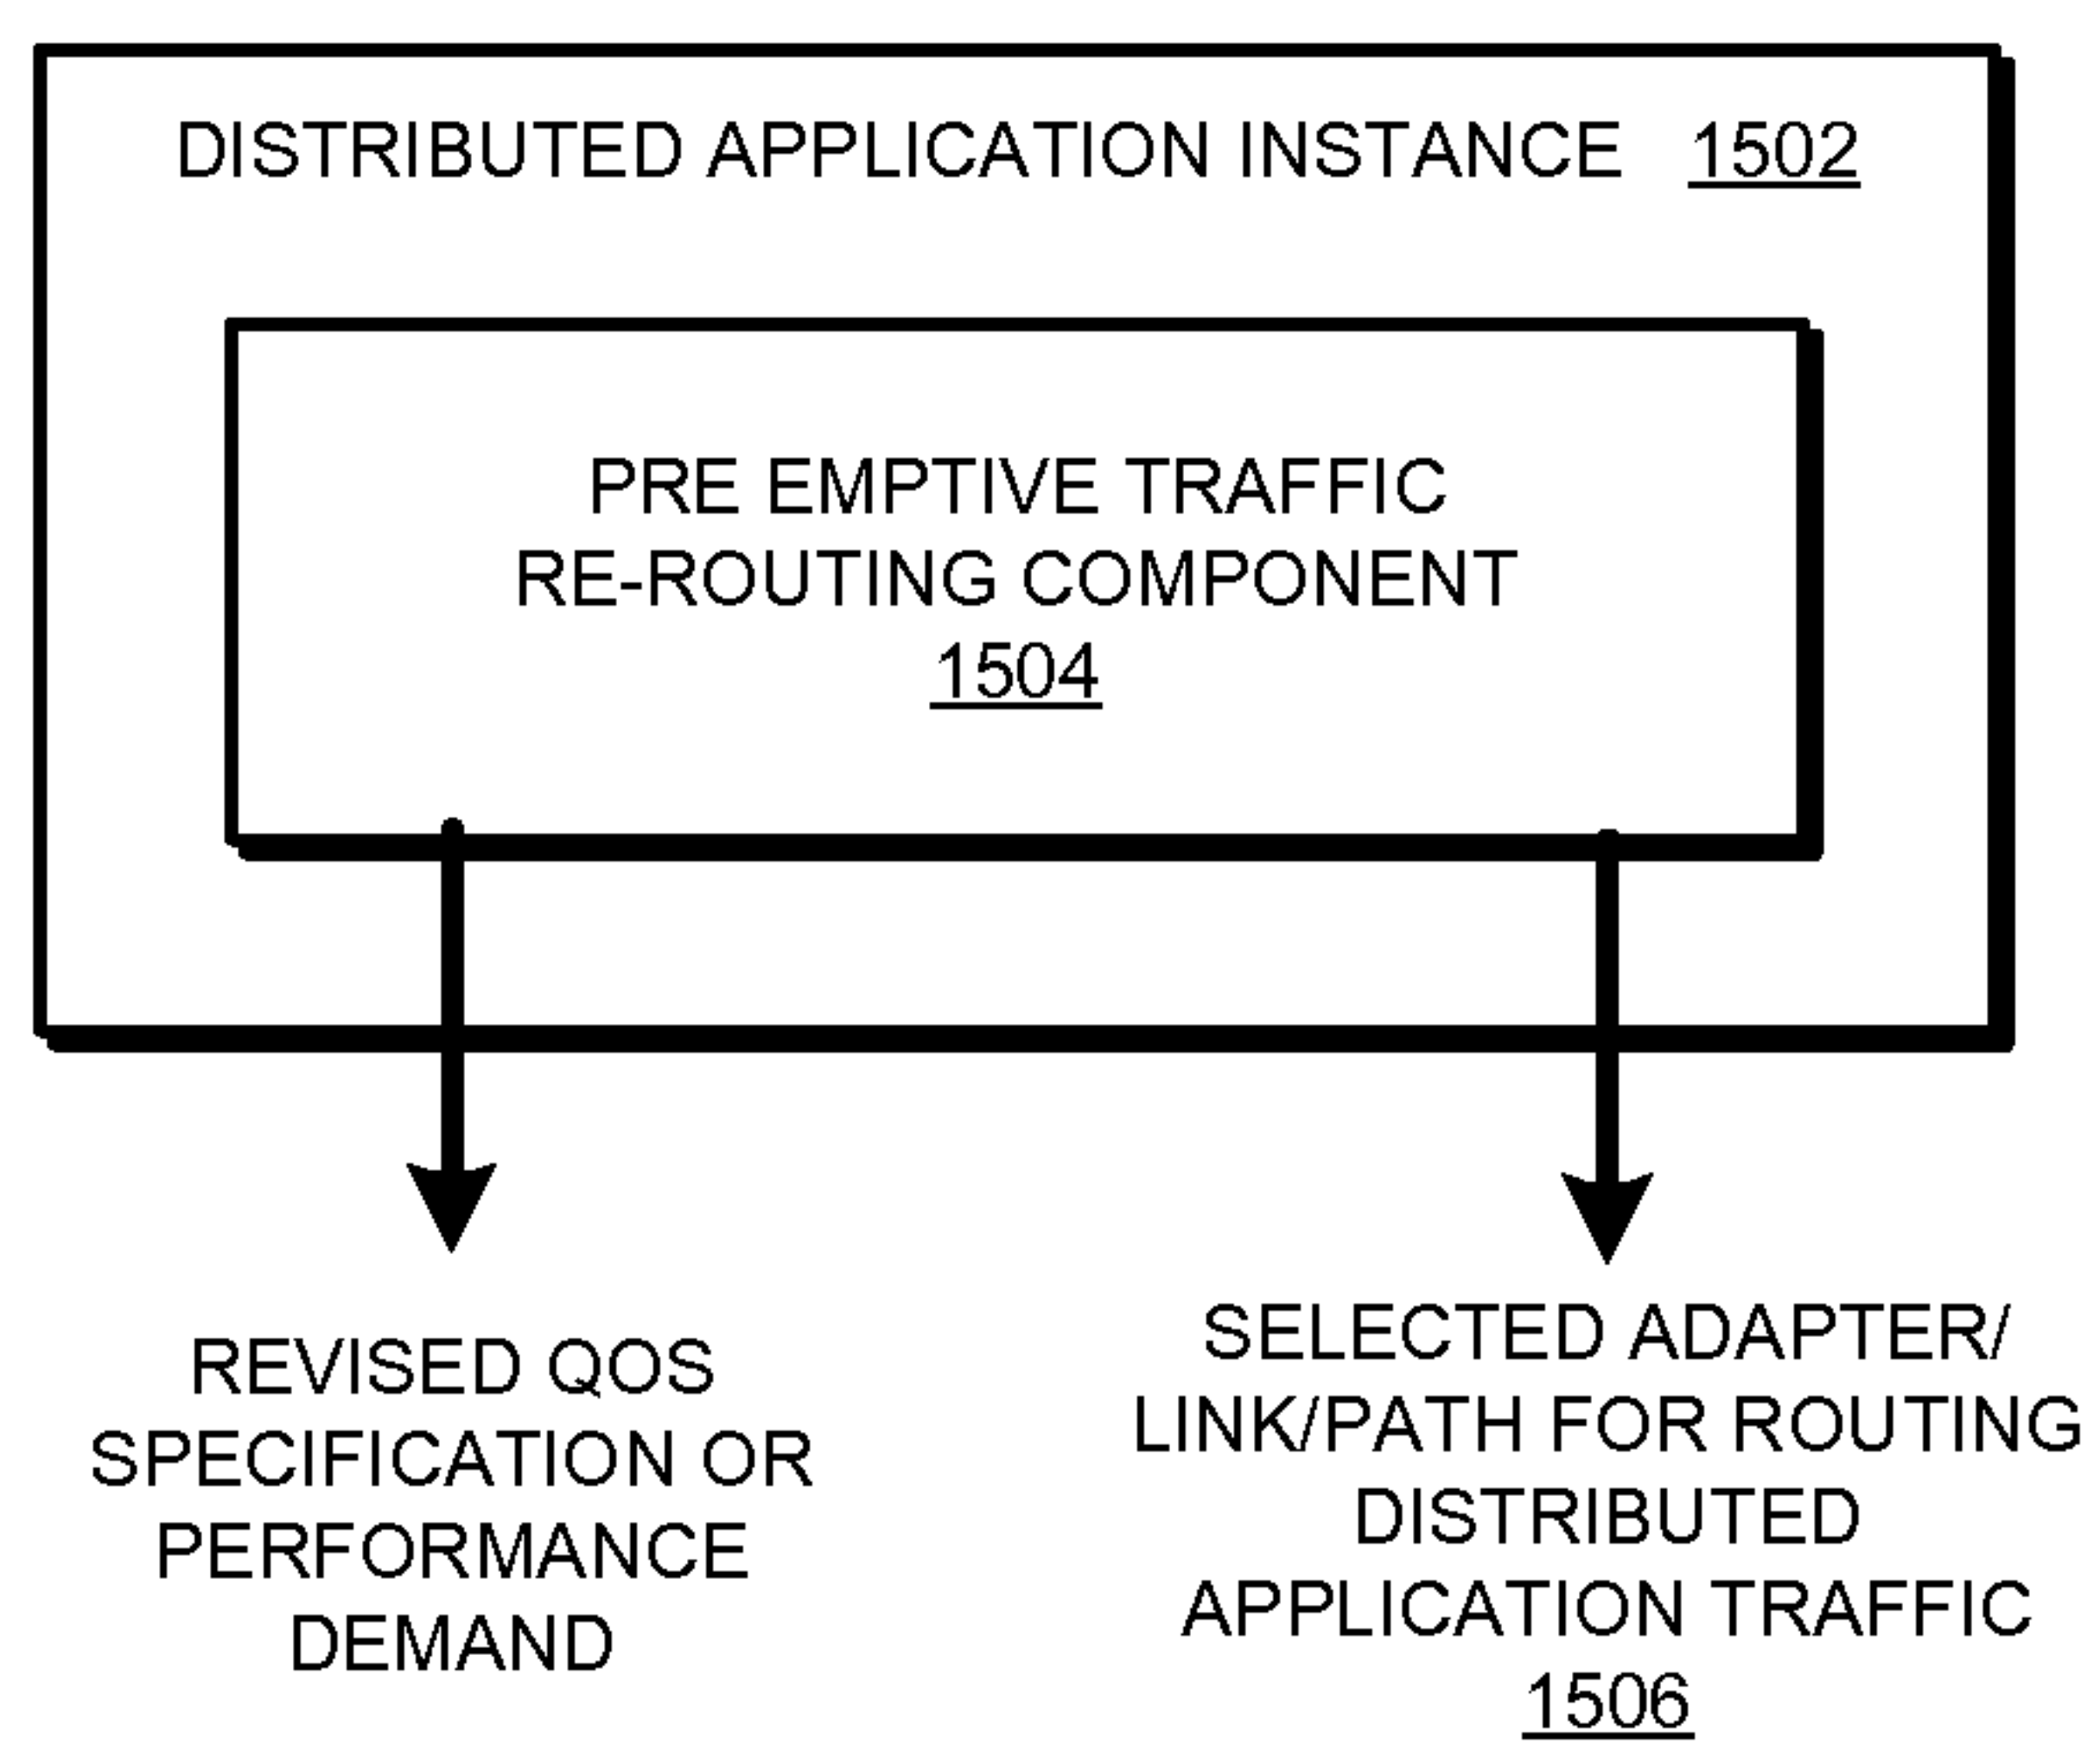 DISTRIBUTED APPLICATION INSTANCE 1502
PRE EMPTIVE TRAFFIC
RE-ROUTING COMPONENT
1504
REVISED QOS
SPECIFICATION OR
PERFORMANCE
DEMAND
SELECTED ADAPTER/
LINK/PATH FOR ROUTING
DISTRIBUTED
APPLICATION TRAFFIC
1506